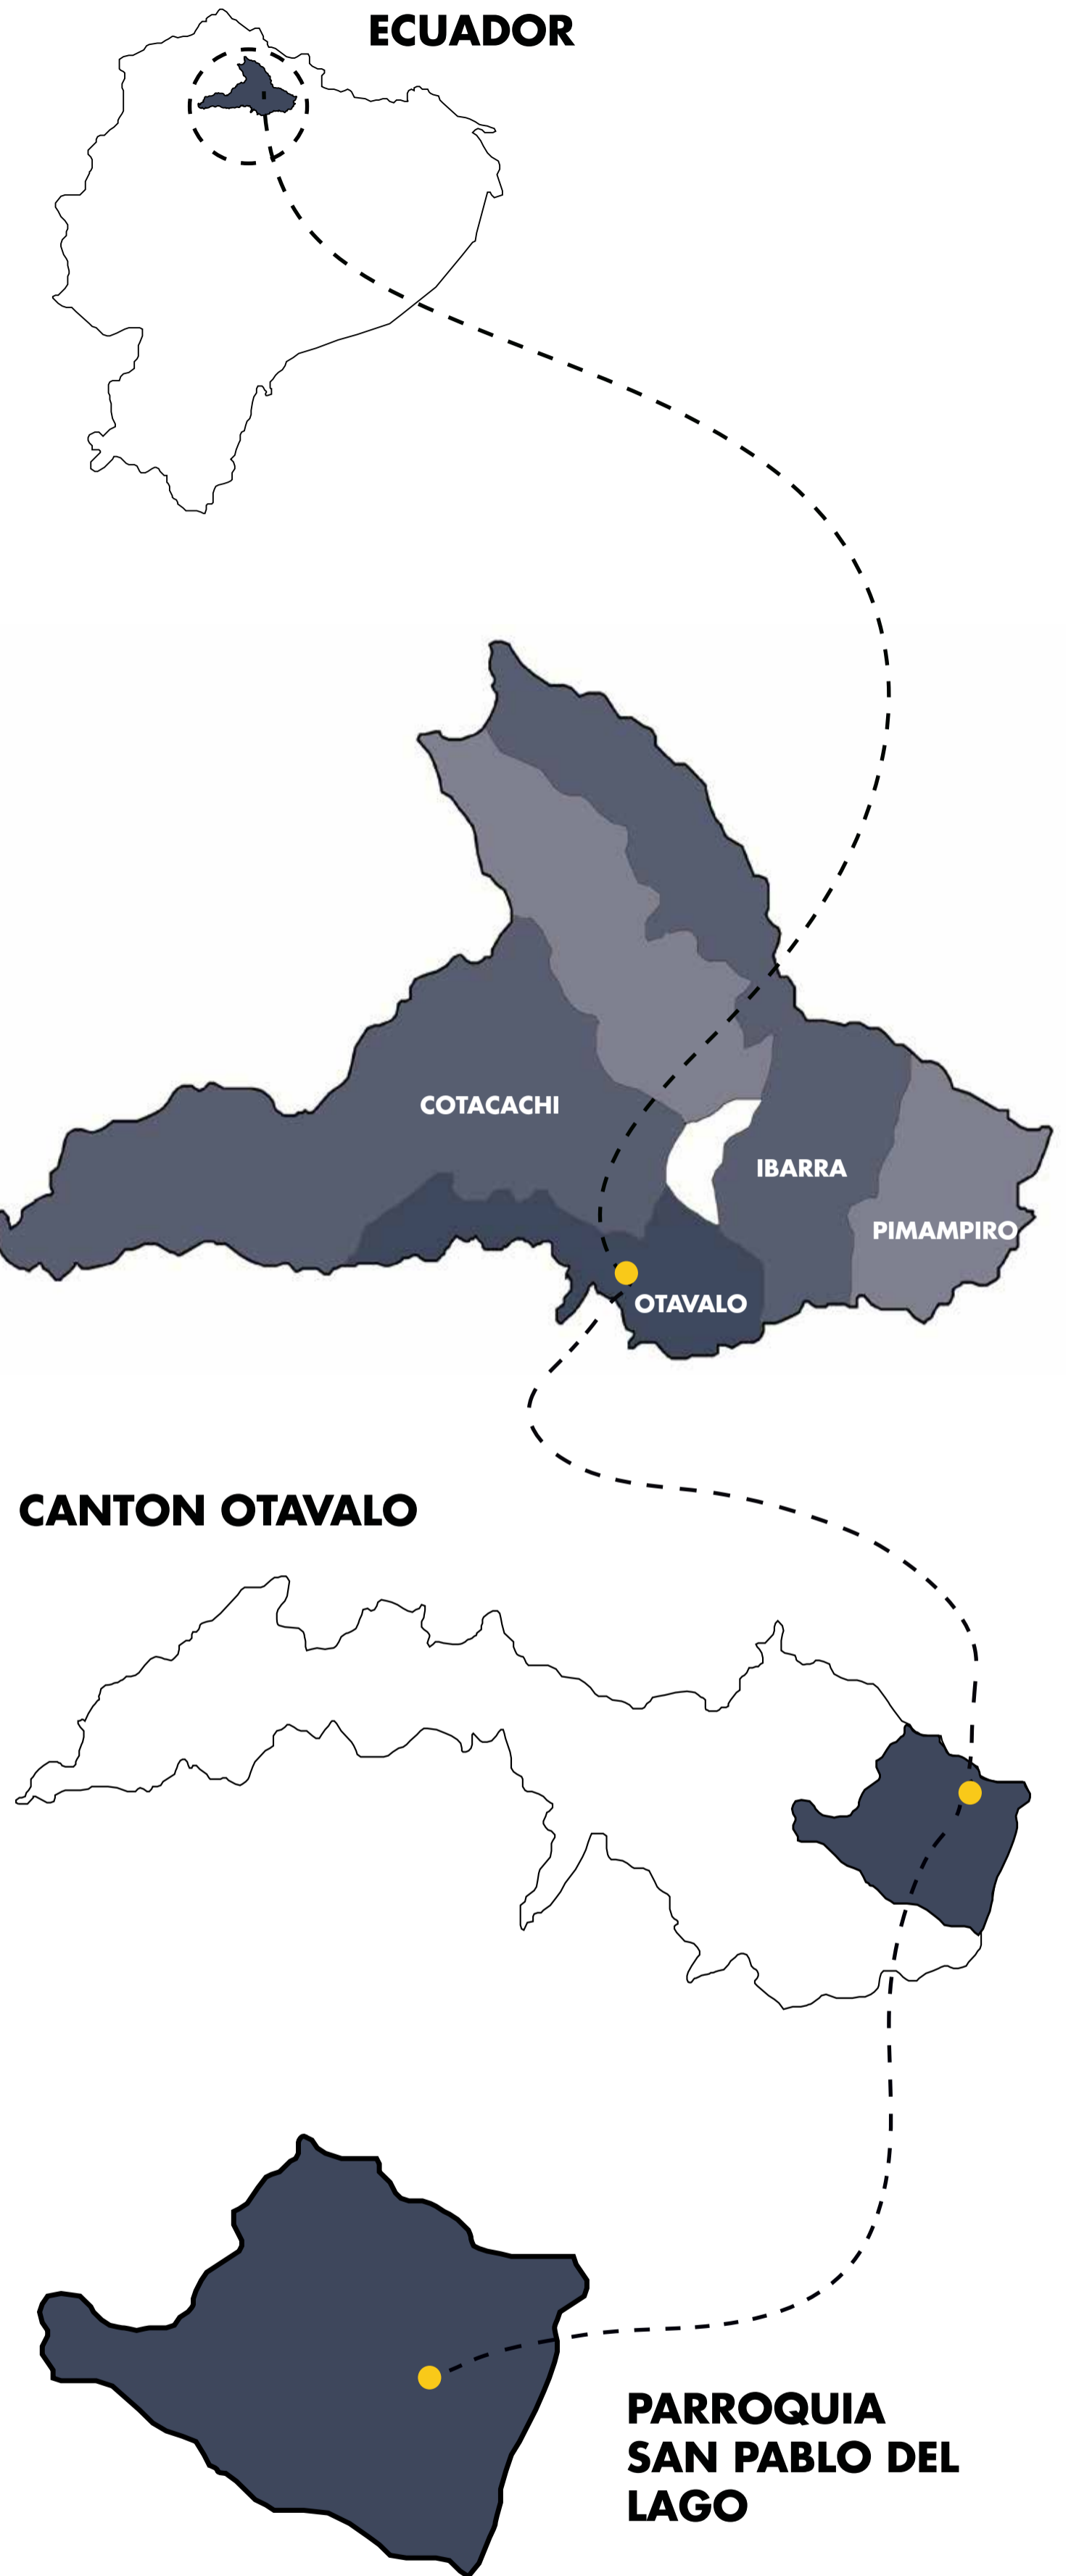 ECUADOR
COTACACHI
IBARRA
PIMAMPIRO
OTAVALO
CANTON OTAVALO
PARROQUIA
SAN PABLO DEL
LAGO